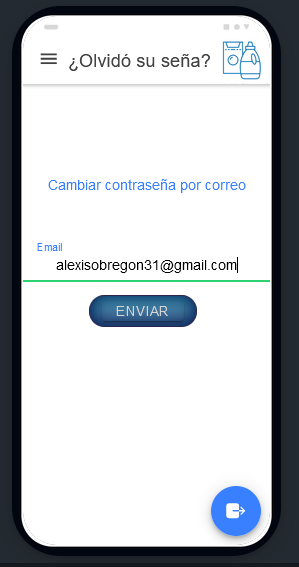 ¿Olvidó su seña?
Cambiar contraseña por correo
Email
alexisobregon31@gmail.com
ENVIAR